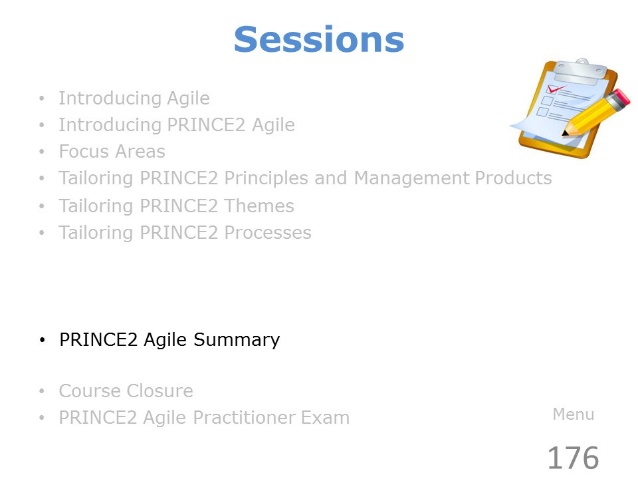 Sessions
• Introducing Agile
• Introducing PRINCE2 Agile
• Focus Areas
• Tailoring PRINCE2 Principles and Management Products
• Tailoring PRINCE2 Themes
• Tailoring PRINCE2 Processes
• PRINCE2 Agile Summary
• Course Closure
• PRINCE2 Agile Practitioner Exam
Menu
176